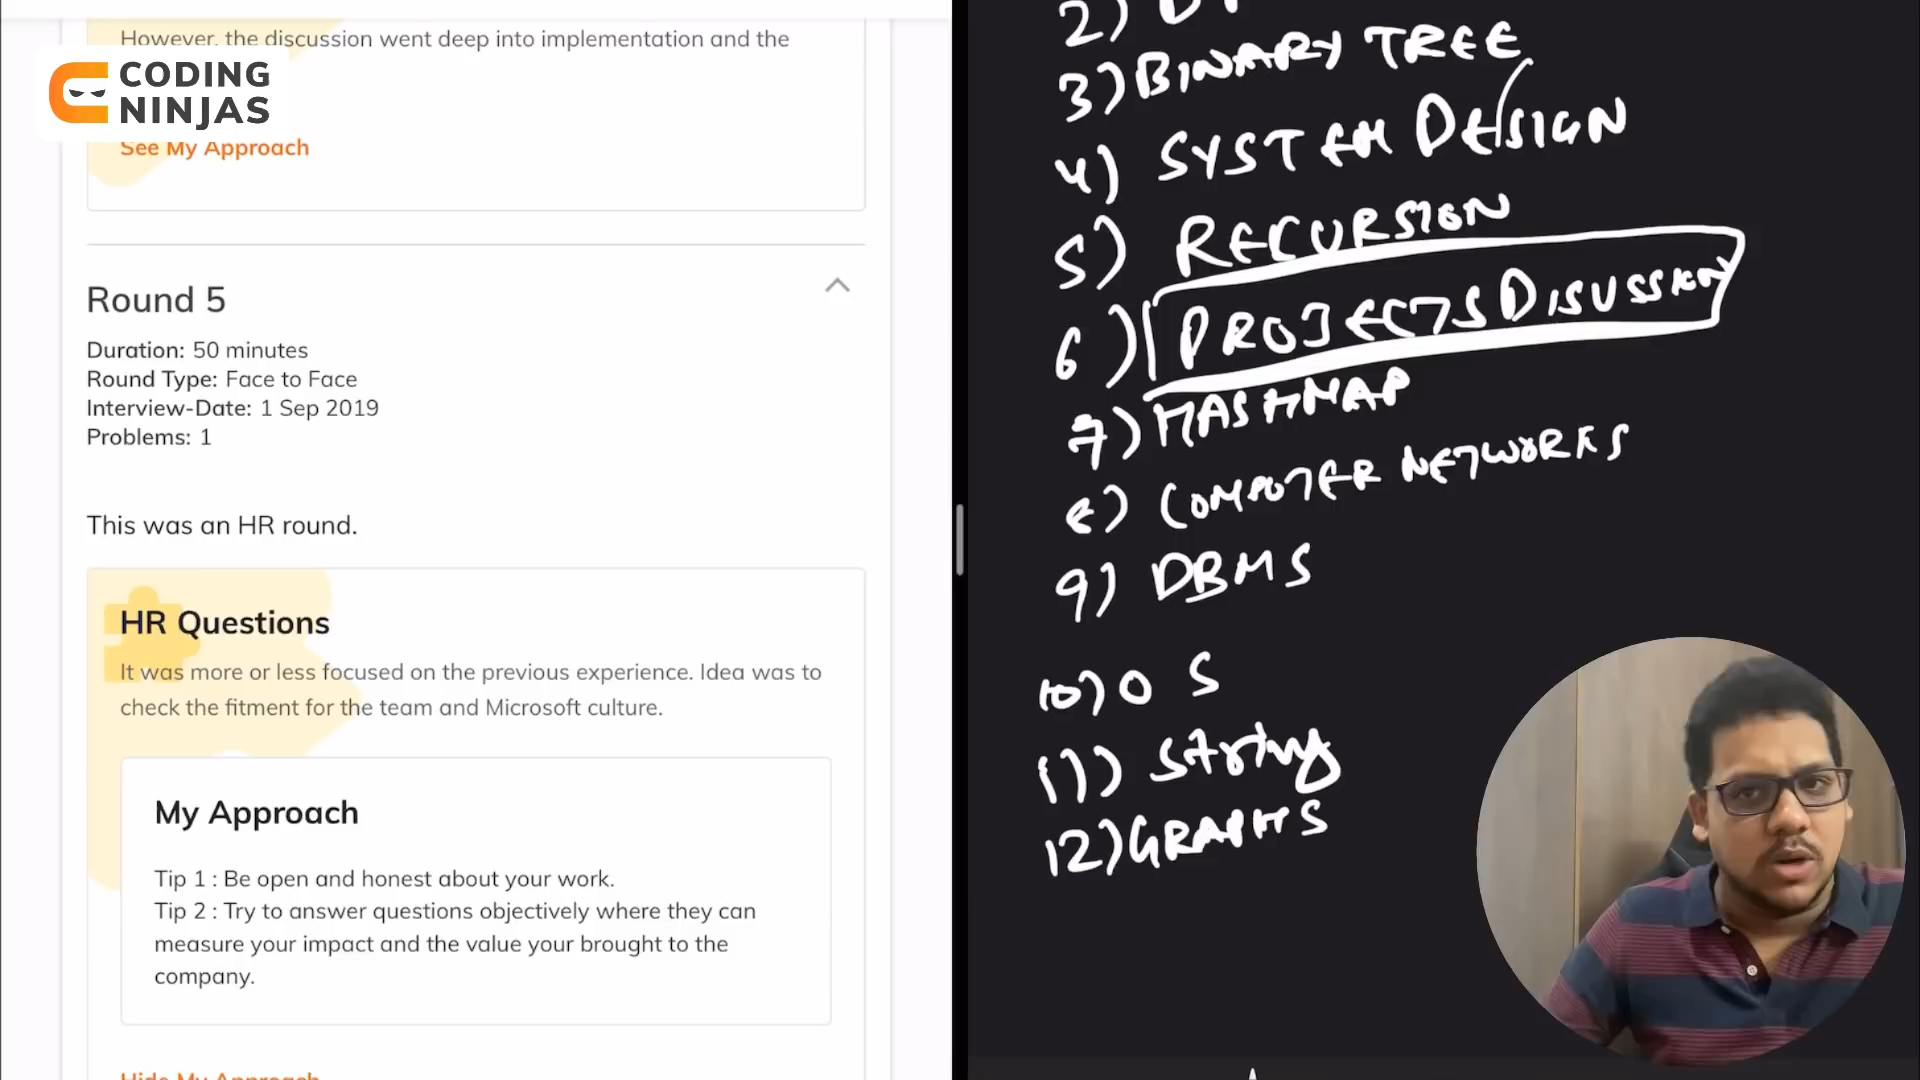 However, the discussion went deep into implementation and the
CODING
NINJAS
See My Approach
Round 5
Duration: 50 minutes
Round Type: Face to Face
Interview-Date: 1 Sep 2019
Problems: 1
This was an HR round.
HR Questions
It was more or less focused on the previous experience. Idea was to
check the fitment for the team and Microsoft culture.
My Approach
Tip 1 : Be open and honest about your work.
Tip 2 : Try to answer questions objectively where they can
measure your impact and the value your brought to the
company.
Hide My Approach
2)
3) BINARY TREE
4) SYSTEM DESIGN
5) RECURSION
6) PROJECTS DISUSSION
7) HASHMAP
8) COMPUTER NETWORKS
9) DBMS
10) OS
11) String
12) GRAPHS